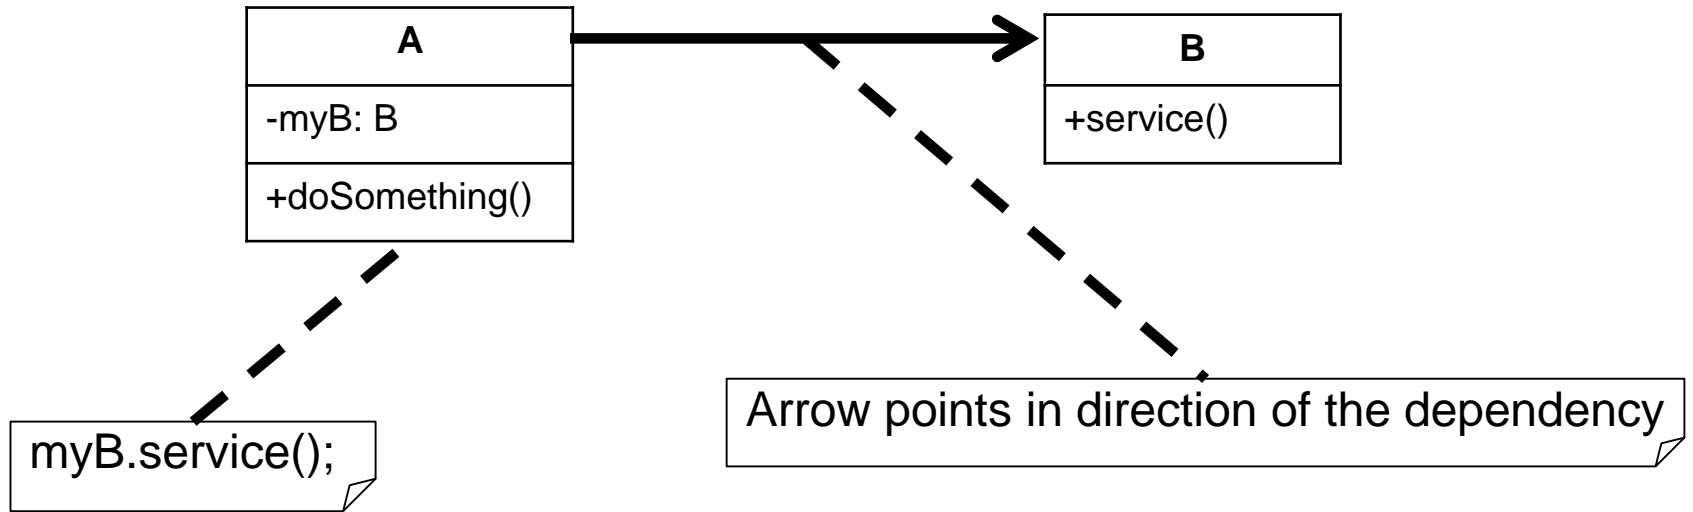 A
-myB: B
+doSomething()
B
+service()
myB.service();
Arrow points in direction of the dependency